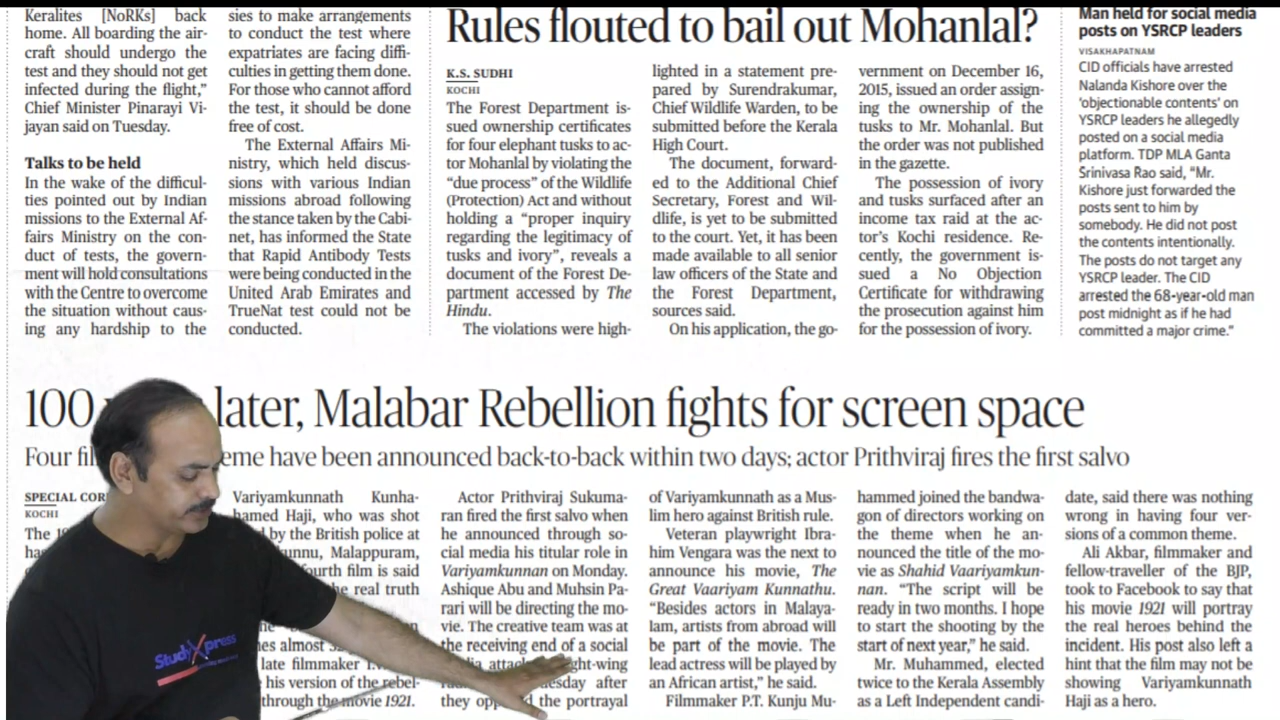 Keralites [NoRKs] back
home. All boarding the air-
craft should undergo the
test and they should not get
infected during the flight,”
Chief Minister Pinarayi Vi-
jayan said on Tuesday.
Talks to be held
In the wake of the difficul-
ties pointed out by Indian
missions to the External Af-
fairs Ministry on the con-
duct of tests, the govern-
ment will hold consultations
with the Centre to overcome
the situation without caus-
ing any hardship to the
sies to make arrangements
to conduct the test where
expatriates are facing diffi-
culties in getting them done.
For those who cannot afford
the test, it should be done
free of cost.
The External Affairs Mi-
nistry, which held discus-
sions with various Indian
missions abroad following
the stance taken by the Cabi-
net, has informed the State
that Rapid Antibody Tests
were being conducted in the
United Arab Emirates and
TrueNat test could not be
conducted.
Rules flouted to bail out Mohanlal?
K.S. SUDHI
KOCHI
The Forest Department is-
sued ownership certificates
for four elephant tusks to ac-
tor Mohanlal by violating the
“due process” of the Wildlife
(Protection) Act and without
holding a “proper inquiry
regarding the legitimacy of
tusks and ivory”, reveals a
document of the Forest De-
partment accessed by The
Hindu.
The violations were high-
lighted in a statement pre-
pared by Surendrakumar,
Chief Wildlife Warden, to be
submitted before the Kerala
High Court.
The document, forward-
ed to the Additional Chief
Secretary, Forest and Wil-
dlife, is yet to be submitted
to the court. Yet, it has been
made available to all senior
law officers of the State and
the Forest Department,
sources said.
On his application, the go-
vernment on December 16,
2015, issued an order assign-
ing the ownership of the
tusks to Mr. Mohanlal. But
the order was not published
in the gazette.
The possession of ivory
and tusks surfaced after an
income tax raid at the ac-
tor’s Kochi residence. Re-
cently, the government is-
sued a No Objection
Certificate for withdrawing
the prosecution against him
for the possession of ivory.
Man held for social media
posts on YSRCP leaders
VISAKHAPATNAM
CID officials have arrested
Nalanda Kishore over the
‘objectionable contents’ on
YSRCP leaders he allegedly
posted on a social media
platform. TDP MLA Ganta
Srinivasa Rao said, “Mr.
Kishore just forwarded the
posts sent to him by
somebody. He did not post
the contents intentionally.
The posts do not target any
YSRCP leader. The CID
arrested the 68-year-old man
post midnight as if he had
committed a major crime.”
100 later, Malabar Rebellion fights for screen space
Four have been announced back-to-back within two days; actor Prithviraj fires the first salvo
SPECIAL
KOCHI
The
Variyamkunnath Kunha-
hamed Haji, who was shot
by the British police at
Malappuram,
fourth film is said
the real truth
almost
late filmmaker
his version of the rebel-
through the movie 1921.
Actor Prithviraj Sukuma-
ran fired the first salvo when
he announced through so-
cial media his titular role in
Variyamkunnan on Monday.
Ashique Abu and Muhsin Pa-
rari will be directing the mo-
vie. The creative team was at
the receiving end of a social
after
they the portrayal
of Variyamkunnath as a Mus-
lim hero against British rule.
Veteran playwright Ibra-
him Vengara was the next to
announce his movie, The
Great Vaariyam Kunnathu.
“Besides actors in Malaya-
lam, artists from abroad will
be part of the movie. The
lead actress will be played by
an African artist,” he said.
Filmmaker P.T. Kunju Mu-
hammed joined the bandwa-
gon of directors working on
the theme when he an-
nounced the title of the mo-
vie as Shahid Vaariyamkun-
nan. “The script will be
ready in two months. I hope
to start the shooting by the
start of next year,” he said.
Mr. Muhammed, elected
twice to the Kerala Assembly
as a Left Independent candi-
date, said there was nothing
wrong in having four ver-
sions of a common theme.
Ali Akbar, filmmaker and
fellow-traveller of the BJP,
took to Facebook to say that
his movie 1921 will portray
the real heroes behind the
incident. His post also left a
hint that the film may not be
showing Variyamkunnath
Haji as a hero.
StudyXpress